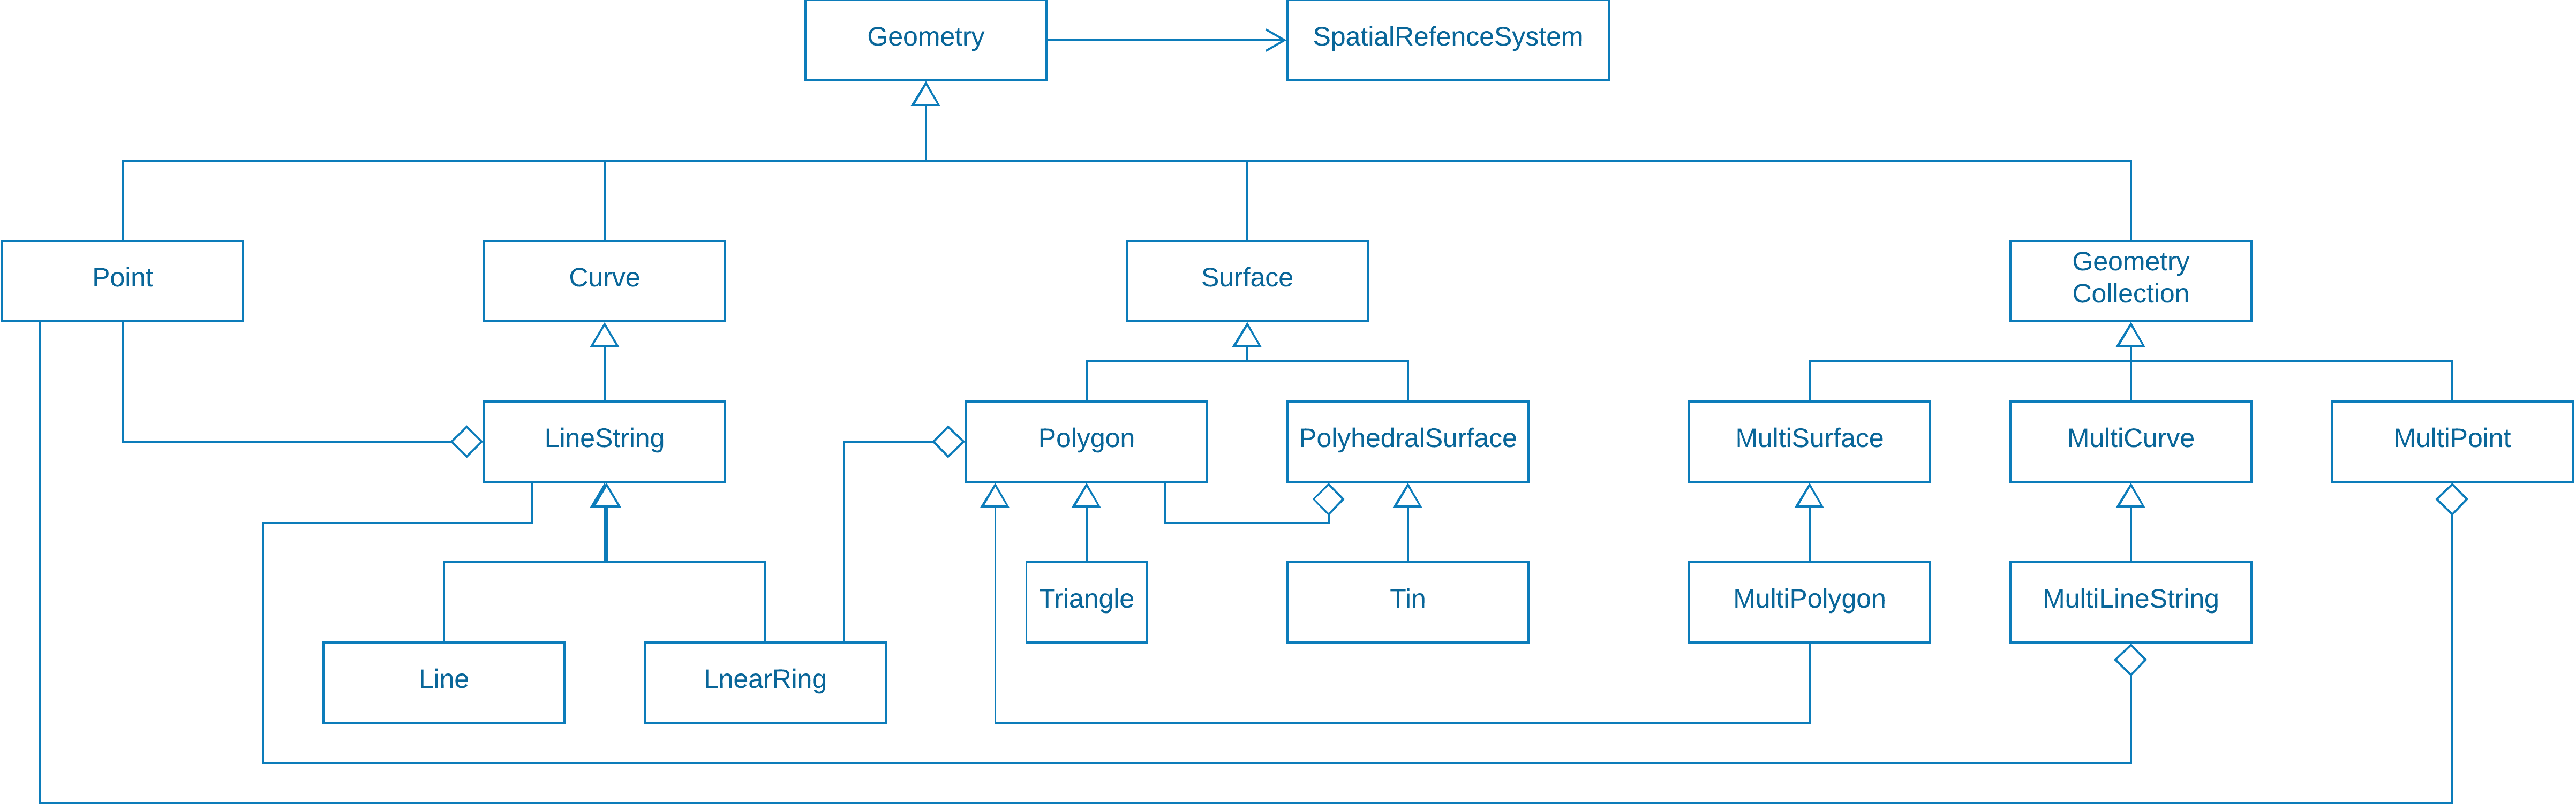 Geometry
SpatialRefenceSystem
Point
Curve
Surface
Geometry
Collection
LineString
Polygon
PolyhedralSurface
MultiSurface
MultiCurve
MultiPoint
Triangle
Tin
MultiPolygon
MultiLineString
Line
LnearRing